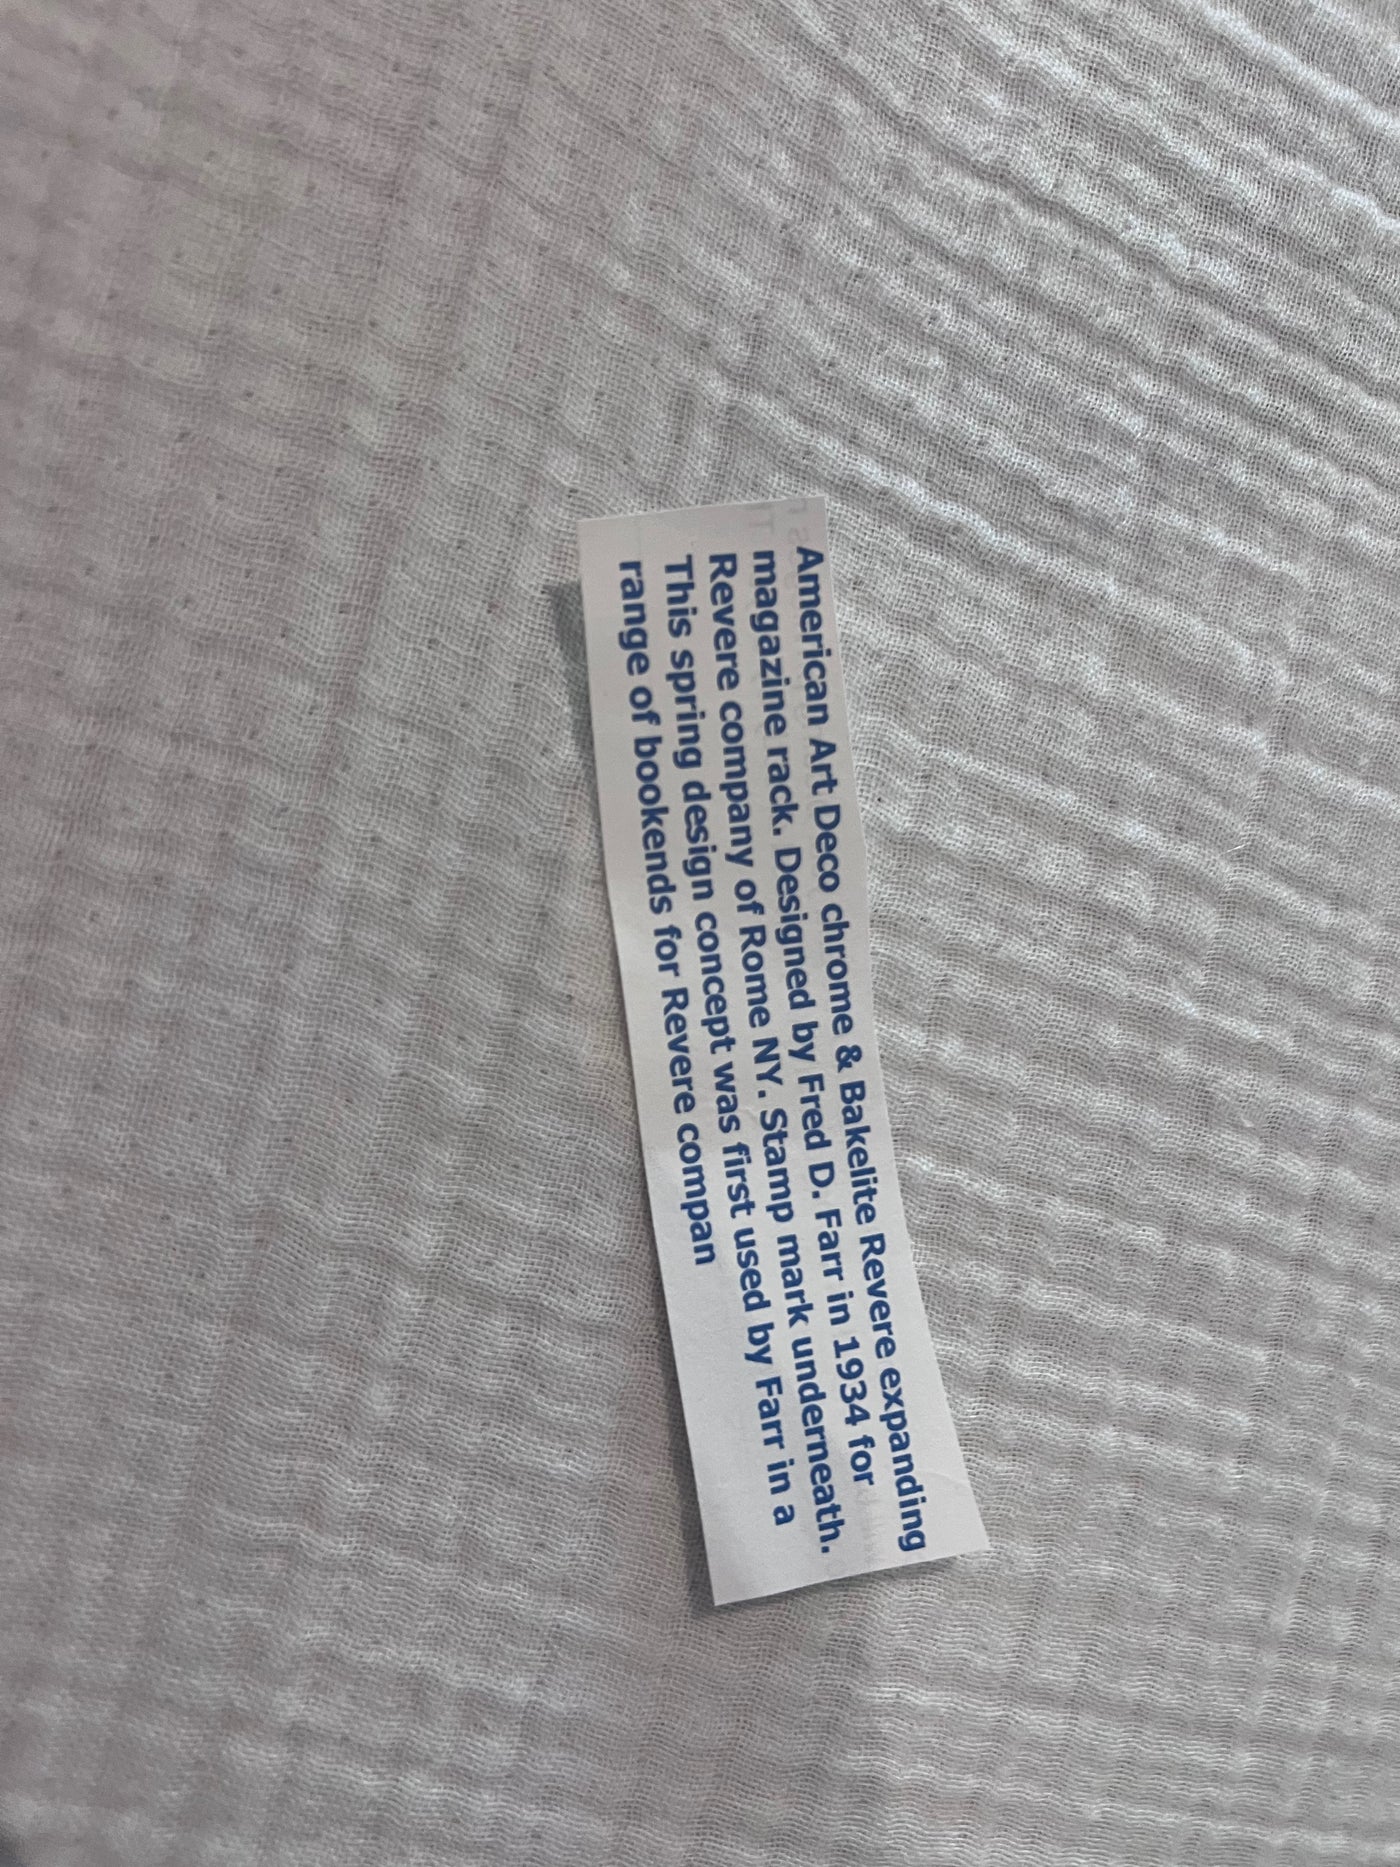 American Art Deco chrome & Bakelite Revere expanding
magazine rack. Designed by Fred D. Farr in 1934 for
Revere company of Rome NY. Stamp mark underneath.
This spring design concept was first used by Farr in a
range of bookends for Revere compan